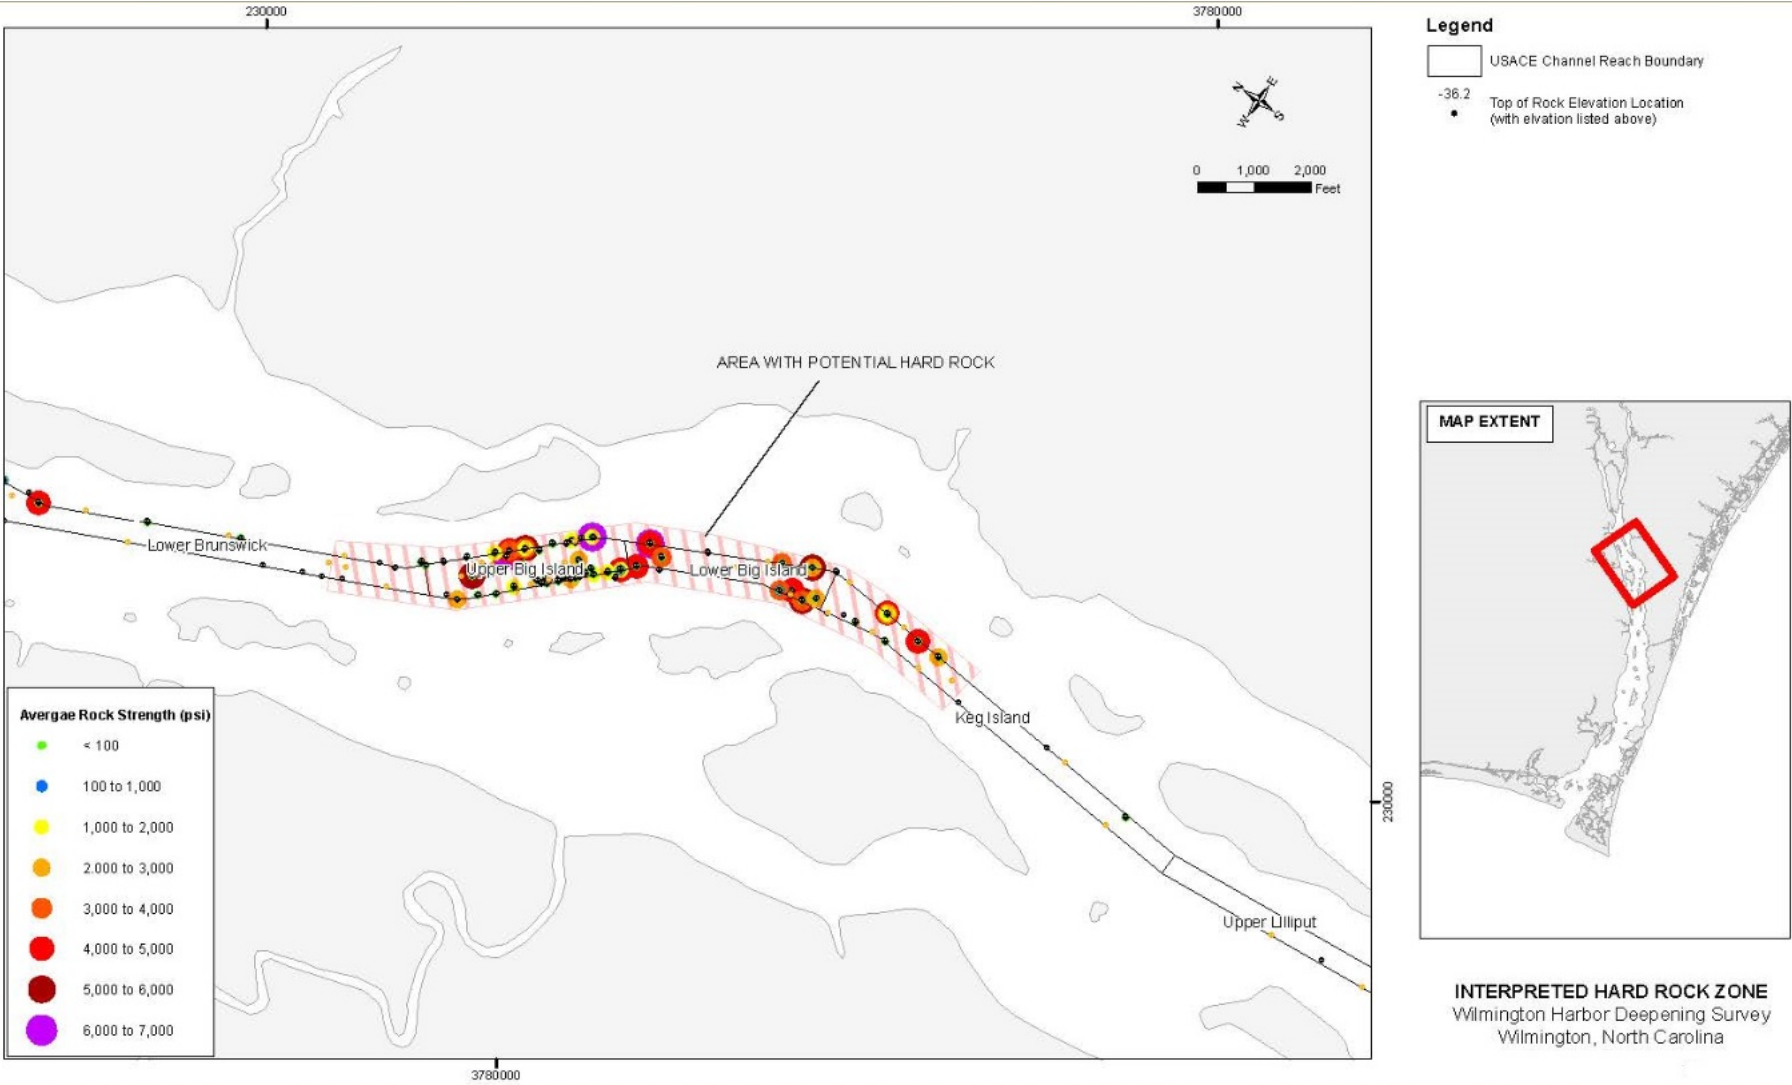 230000
3780000
Legend
USACE Channel Reach Boundary
-36.2
Top of Rock Elevation Location
(with elvation listed above)
N
E
W
S
0 1,000 2,000
Feet
AREA WITH POTENTIAL HARD ROCK
MAP EXTENT
Lower Brunswick
Upper Big Island
Lower Big Island
Keg Island
Upper Lilliput
230000
Avergae Rock Strength (psi)
< 100
100 to 1,000
1,000 to 2,000
2.000 to 3,000
3,000 to 4,000
4,000 to 5,000
5,000 to 6,000
6,000 to 7,000
3780000
INTERPRETED HARD ROCK ZONE
Wilmington Harbor Deepening Survey
Wilmington, North Carolina